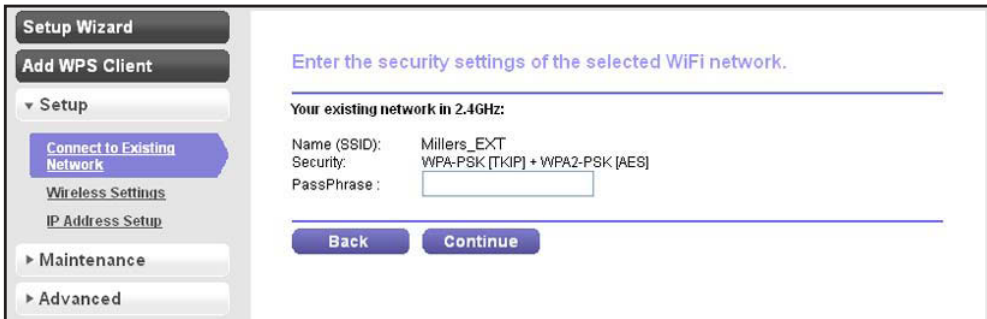 Setup Wizard
Add WPS Client
Setup
Connect to Existing
Network
Wireless Settings
IP Address Setup
Maintenance
Advanced
Enter the security settings of the selected WiFi network.
Your existing network in 2.4GHz:
Name (SSID): Millers_EXT
Security: WPA-PSK [TKIP] + WPA2-PSK [AES]
PassPhrase :
Back Continue